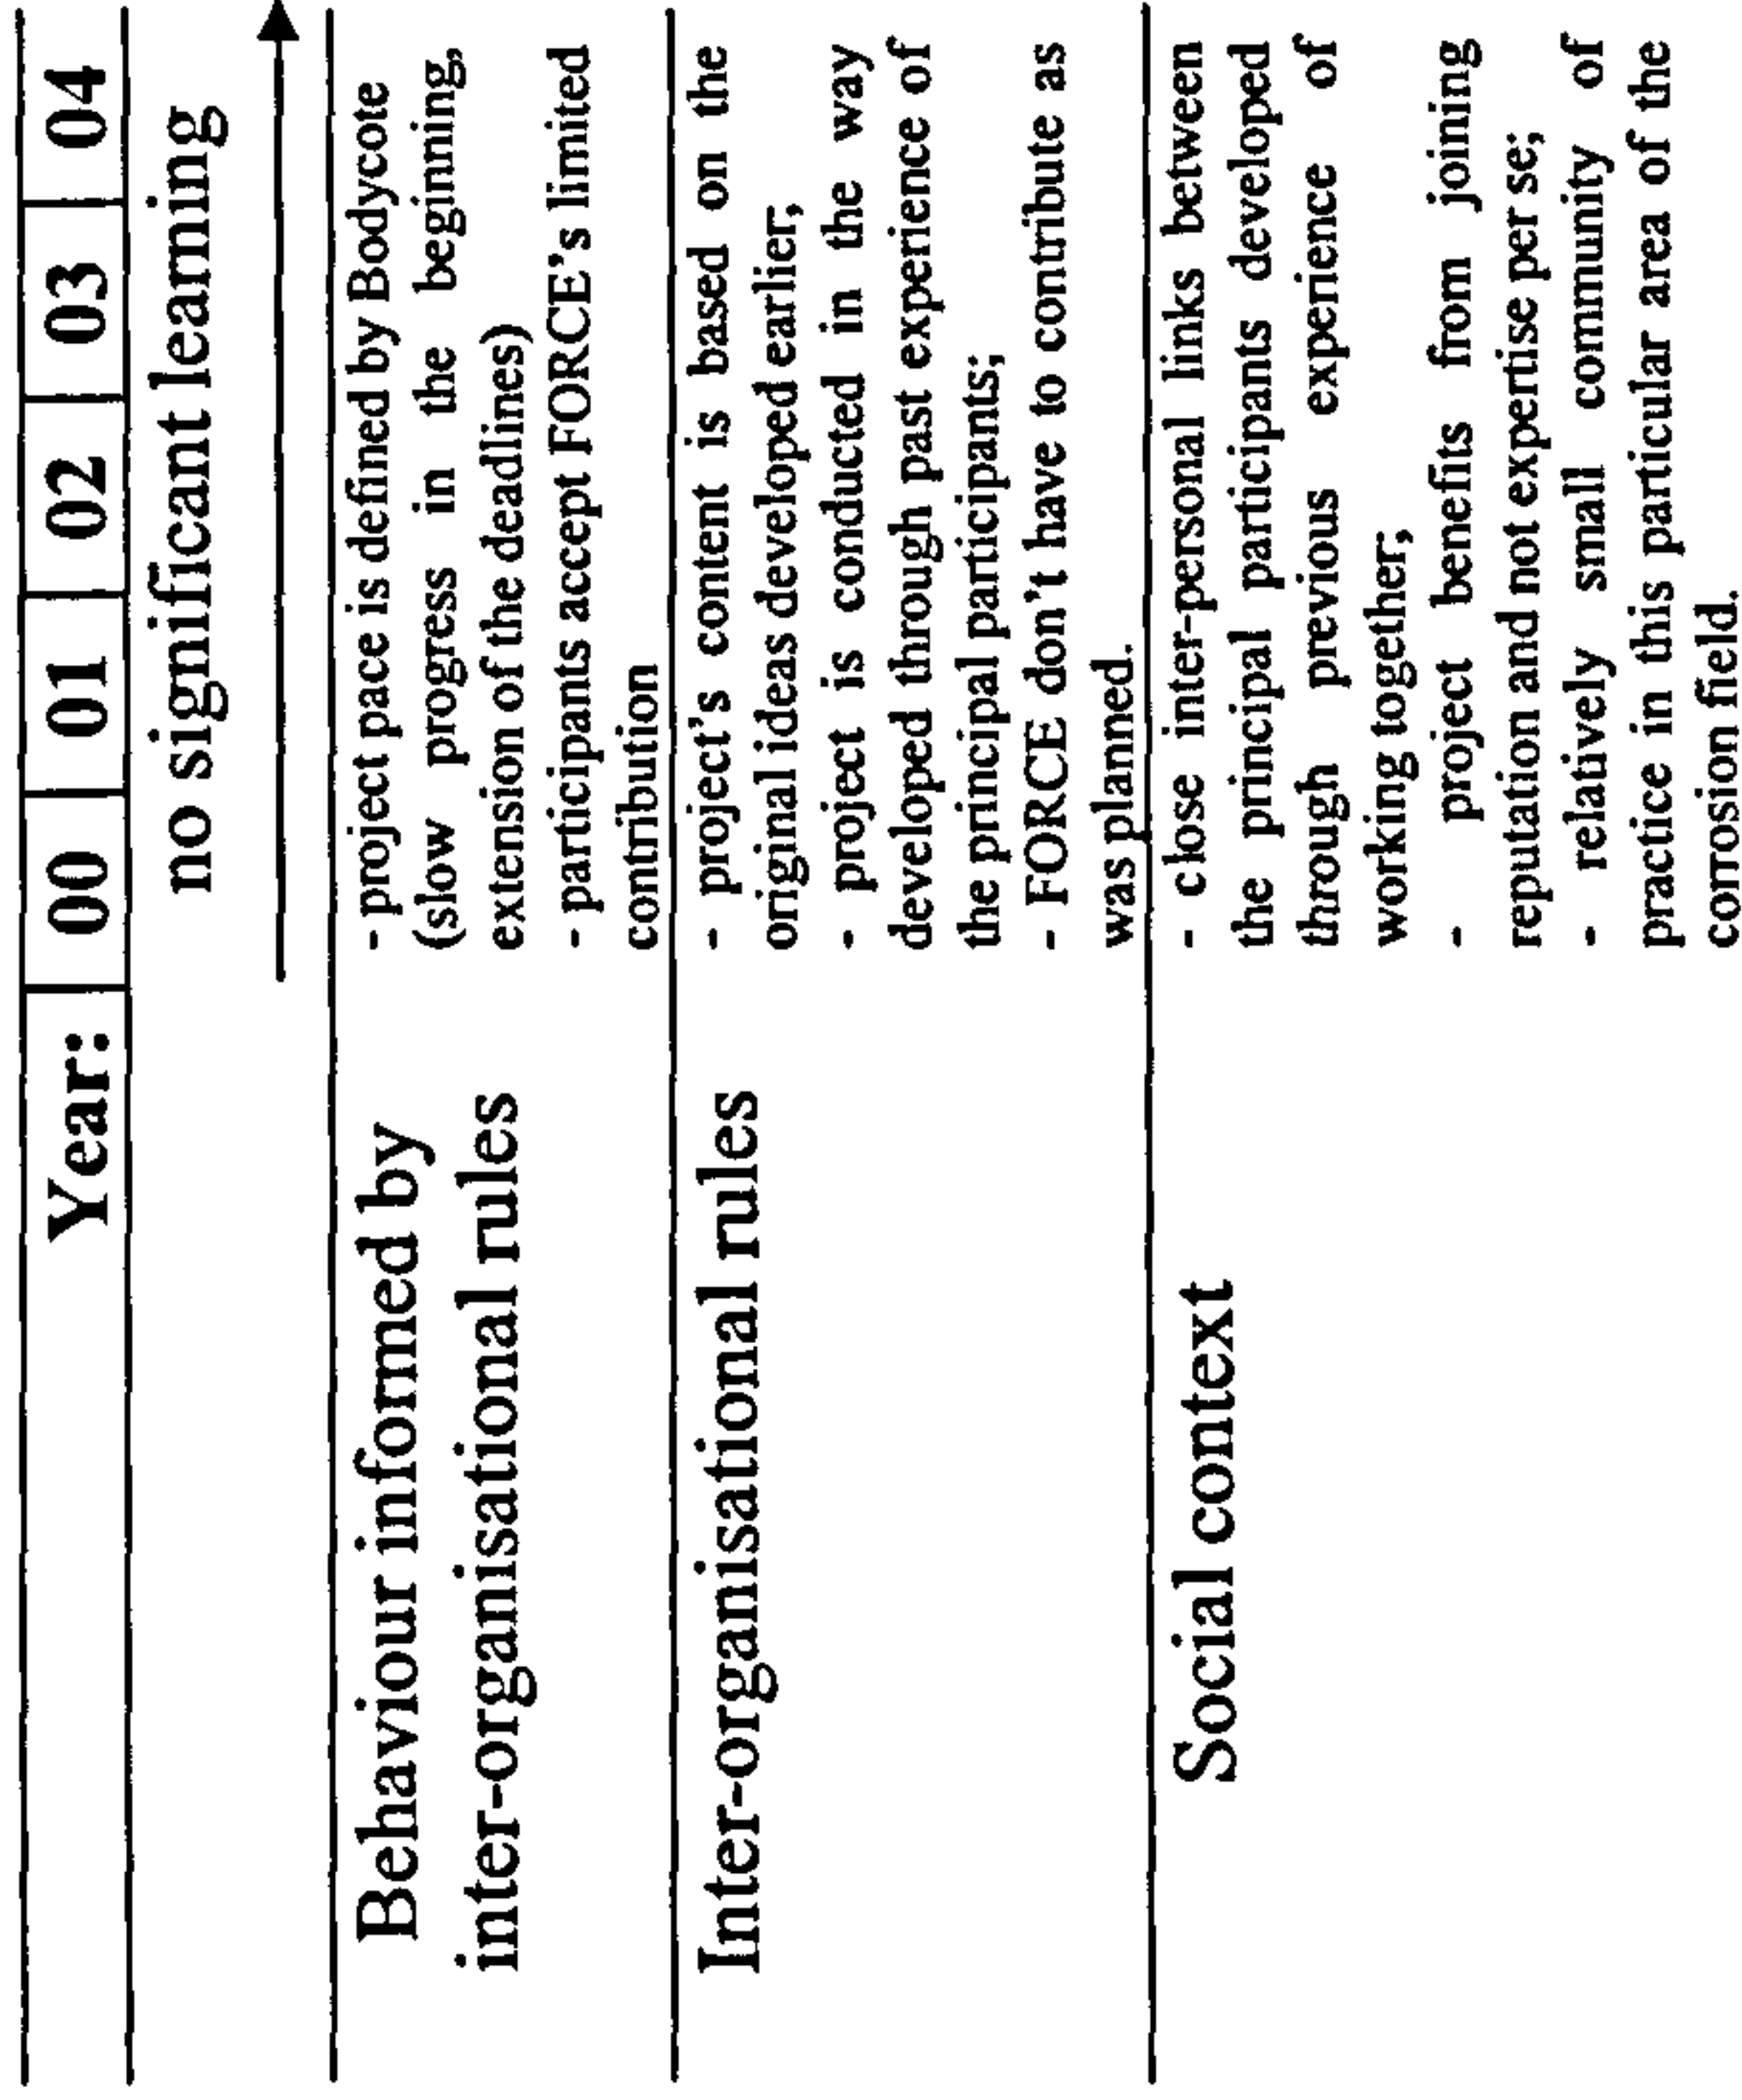 Year: 00 01 02 03 04
no significant learning
Behaviour informed by
inter-organisational rules
- project pace is defined by Bodycote
(slow progress in the beginning,
extension of the deadlines)
- participants accept FORCE's limited
contribution
Inter-organisational rules
- project's content is based on the
original ideas developed earlier;
- project is conducted in the way
developed through past experience of
the principal participants;
- FORCE don't have to contribute as
was planned.
Social context
- close inter-personal links between
the principal participants developed
through previous experience of
working together;
- project benefits from joining
reputation and not expertise per se;
- relatively small community of
practice in this particular area of the
corrosion field.